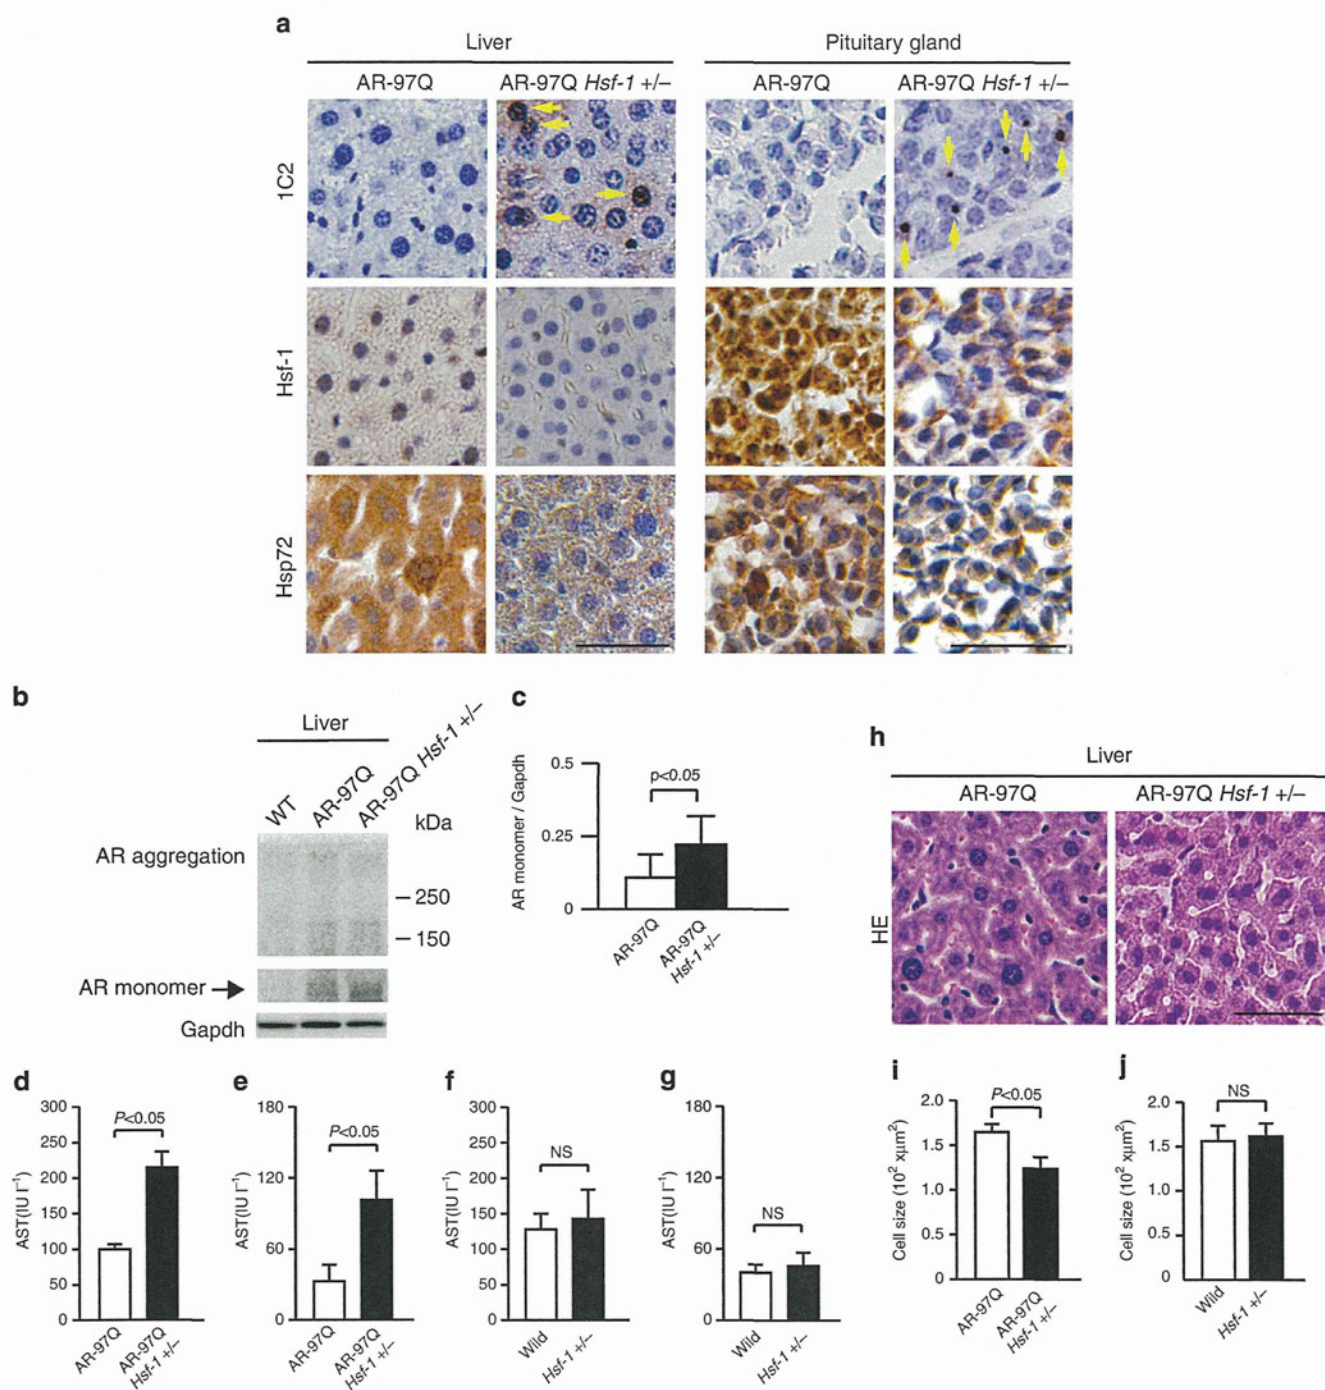 a
Liver
Pituitary gland
AR-97Q
AR-97Q Hsf-1 +/–
AR-97Q
AR-97Q Hsf-1 +/–
1C2
Hsf-1
Hsp72
b
Liver
WT
AR-97Q
AR-97Q Hsf-1 +/–
kDa
AR aggregation
250
150
AR monomer
Gapdh
c
AR monomer / Gapdh
0.5
0.25
0
p<0.05
AR-97Q
AR-97Q
Hsf-1 +/–
h
Liver
AR-97Q
AR-97Q Hsf-1 +/–
HE
d
AST(IU l⁻¹)
300
250
200
150
100
50
0
P<0.05
AR-97Q
AR-97Q
Hsf-1 +/–
e
AST(IU l⁻¹)
180
120
60
0
P<0.05
AR-97Q
AR-97Q
Hsf-1 +/–
f
AST(IU l⁻¹)
300
250
200
150
100
50
0
NS
Wild
Hsf-1 +/–
g
AST(IU l⁻¹)
180
120
60
0
NS
Wild
Hsf-1 +/–
i
Cell size (10² xµm²)
2.0
1.5
1.0
0.5
0
P<0.05
AR-97Q
AR-97Q
Hsf-1 +/–
j
Cell size (10² xµm²)
2.0
1.5
1.0
0.5
0
NS
Wild
Hsf-1 +/–